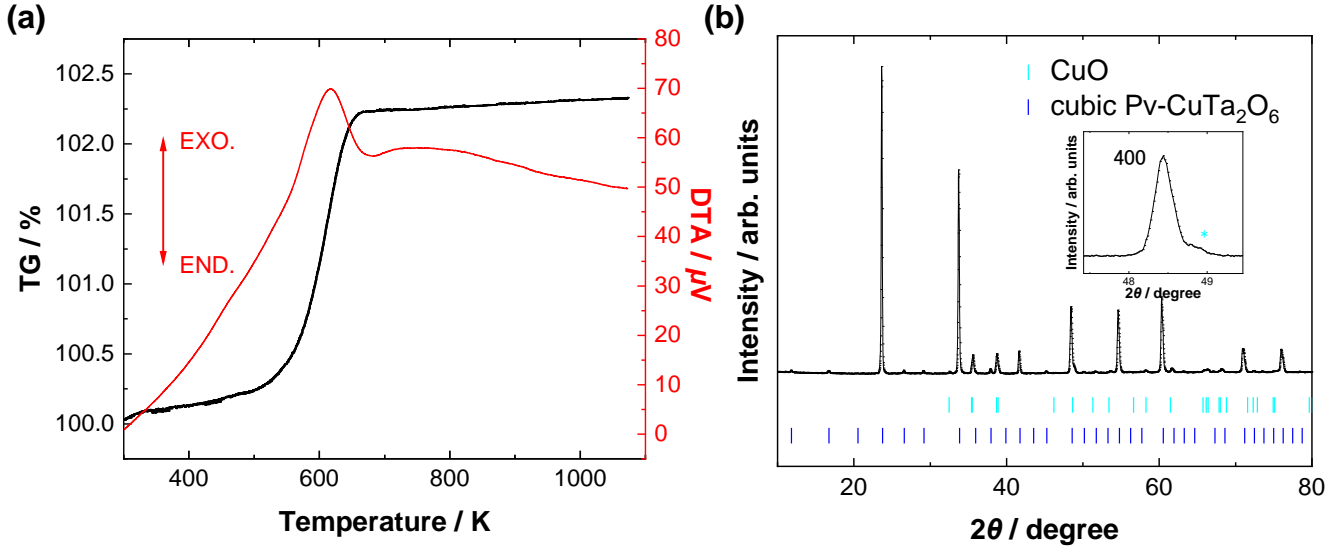 (a)
102.5
102.0
101.5
101.0
100.5
100.0
TG / %
400
600
800
1000
Temperature / K
80
70
60
50
40
30
20
10
0
DTA / μV
EXO.
END.
(b)
Intensity / arb. units
CuO
cubic Pv-CuTa₂O₆
400
*
Intensity / arb. units
48
49
2θ / degree
20
40
60
80
2θ / degree